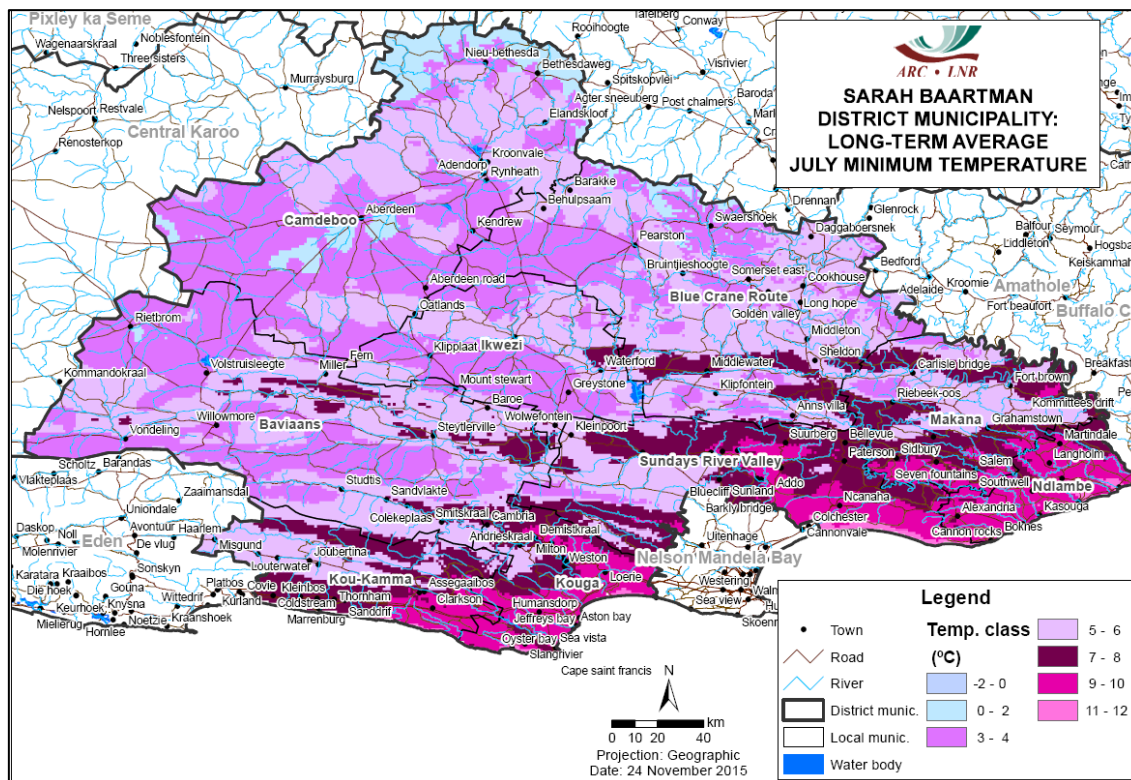 Pixley ka Seme
Noblesfontein
Wagenaarskraal
Three sisters
Murraysburg
Nelspoort
Restvale
Central Karoo
Renosterkop
Tafelberg
Conway
Rooihoogte
Nieu-bethesda
Bethesdaweg
Visrivier
Spitskopvlei
Agter sneeuberg
Post chalmers
Baroda
Elandskloof
ARC • LNR
SARAH BAARTMAN
DISTRICT MUNICIPALITY:
LONG-TERM AVERAGE
JULY MINIMUM TEMPERATURE
Kroonvale
Adendorp
Rynheath
Barakke
Behulpsaam
Drennan
Glenrock
Camdeboo
Aberdeen
Kendrew
Swaershoek
Daggaboersnek
Balfour
Seymour
Liddleton
Hogsba
Keiskammah
Pearston
Bruintjieshoogte
Somerset east
Cookhouse
Bedford
Adelaide
Kroomie
Amathole
Fort beaufort
Buffalo C
Aberdeen road
Blue Crane Route
Long hope
Golden valley
Oatlands
Rietbrom
Middleton
Klipplaat
Ikwezi
Fern
Miller
Volstruisleegte
Kommandokraal
Waterford
Middlewater
Sheldon
Carlisle bridge
Breakfast
Mount stewart
Greystone
Klipfontein
Fort brown
Riebeek-oos
Kommittees drift
Baroe
Willowmore
Baviaans
Wolwefontein
Annsvilla
Makana
Grahamstown
Vondeling
Steytlerville
Kleinpoort
Suurberg
Bellevue
Martindale
Scholtz
Barandas
Vlakteplaas
Sundays River Valley
Paterson
Sidbury
Salem
Langholm
Zaaimansdal
Studtis
Sandvlakte
Bluecliff
Sunland
Addo
Seven fountains
Southwell
Ndlambe
Uniondale
Colèkeplaas
Smitskraal
Cambria
Barklybridge
Ncanaha
Alexandria
Kasouga
Daskop
Noll
Avontuur
Haarlem
Demistkraal
Colchester
Boknes
Molenrivier
Eden
De vlug
Misgund
Andrieskraal
Uitenhage
Cannonvale
Cannon rocks
Sonskyn
Joubertina
Milton
Weston
Nelson Mandela Bay
Karatara
Kraaibos
Gouna
Louterwater
Kou-Kamma
Assegaaibos
Kouga
Loerie
Westering
Die hoek
Platbos
Covie
Kleinbos
Thornham
Walm
Keurhoek
Knysna
Wittedrif
Kurland
Coldstream
Clarkson
Humansdorp
Sea view
Noetzie
Kraanshoek
Sanddrif
Jeffreys bay
Aston bay
Skoenm
Mielierug
Hornlee
Marrenburg
Oyster bay
Sea vista
Slangrivier
Cape saint francis
N
km
0 10 20 40
Projection: Geographic
Date: 24 November 2015
Legend
Town
Road
River
District munic.
Local munic.
Water body
Temp. class
(ºC)
-2 - 0
0 - 2
3 - 4
5 - 6
7 - 8
9 - 10
11 - 12